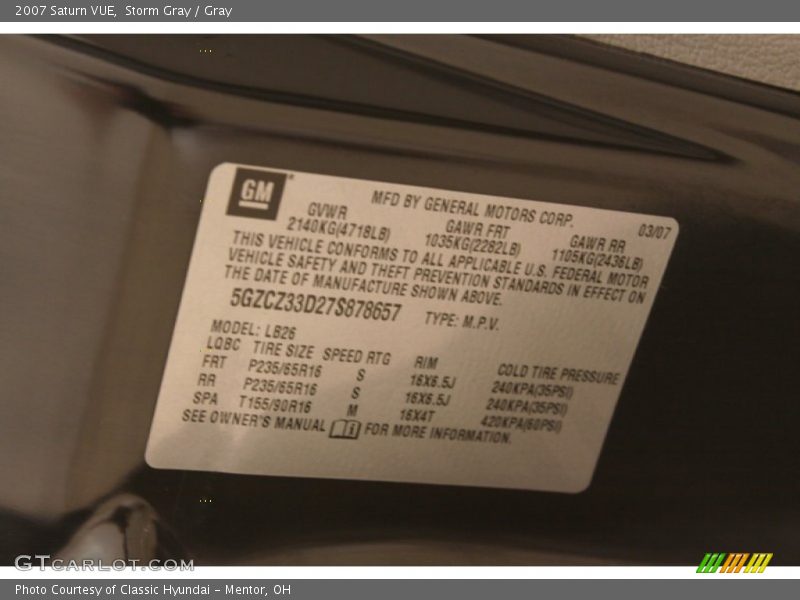 2007 Saturn VUE, Storm Gray / Gray
GM
MFD BY GENERAL MOTORS CORP.
03/07
GVWR GAWR FRT GAWR RR
2140KG(4718LB) 1035KG(2282LB) 1105KG(2436LB)
THIS VEHICLE CONFORMS TO ALL APPLICABLE U.S. FEDERAL MOTOR
VEHICLE SAFETY AND THEFT PREVENTION STANDARDS IN EFFECT ON
THE DATE OF MANUFACTURE SHOWN ABOVE.
5GZCZ33D27S878657 TYPE: M.P.V.
MODEL: LB26
LQBC TIRE SIZE SPEED RTG RIM COLD TIRE PRESSURE
FRT P235/65R16 S 16X6.5J 240KPA(35PSI)
RR P235/65R16 S 16X6.5J 240KPA(35PSI)
SPA T155/90R16 M 16X4T 420KPA(60PSI)
SEE OWNER'S MANUAL FOR MORE INFORMATION.
GTCARLOT.COM
Photo Courtesy of Classic Hyundai - Mentor, OH